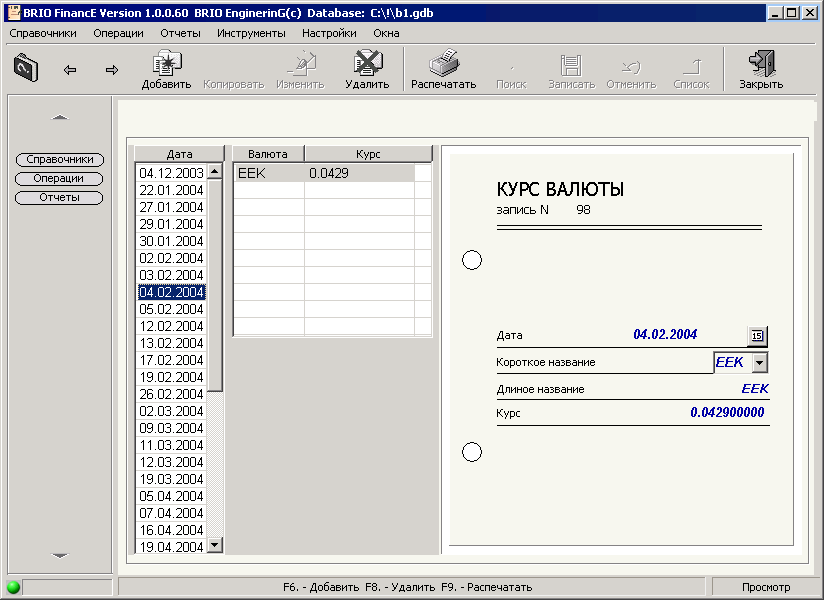 BRIO FinancE Version 1.0.0.60 BRIO EnginerinG(c) Database: C:\!\b1.gdb
Справочники Операции Отчеты Инструменты Настройки Окна
Добавить Копировать Изменить Удалить Распечатать Поиск Записать Отменить Список Закрыть
Справочники
Операции
Отчеты
Дата
04.12.2003
22.01.2004
27.01.2004
29.01.2004
30.01.2004
02.02.2004
03.02.2004
04.02.2004
05.02.2004
12.02.2004
13.02.2004
17.02.2004
19.02.2004
26.02.2004
02.03.2004
09.03.2004
11.03.2004
12.03.2004
19.03.2004
05.04.2004
07.04.2004
16.04.2004
19.04.2004
Валюта Курс
EEK 0.0429
КУРС ВАЛЮТЫ
запись N 98
Дата 04.02.2004 15
Короткое название EEK
Длиное название EEK
Курс 0.042900000
F6. - Добавить F8. - Удалить F9. - Распечатать
Просмотр